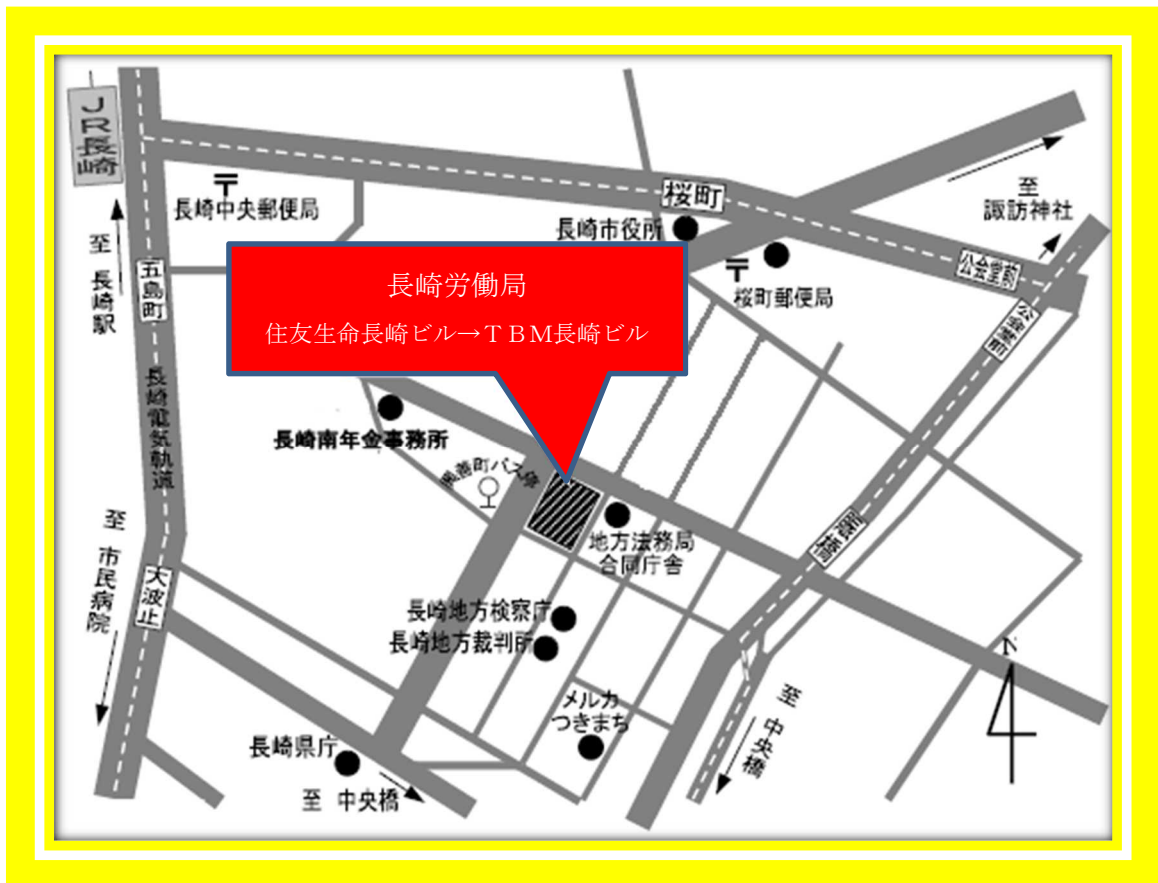 JR長崎
長崎中央郵便局
桜町
至
諏訪神社
長崎市役所
至 長崎駅
五島町
公会堂前
桜町郵便局
長崎労働局
住友生命長崎ビル→TBM長崎ビル
公会堂前
長崎電気軌道
長崎南年金事務所
興善町バス停
地方法務局
合同庁舎
至 市民病院
大波止
長崎地方検察庁
長崎地方裁判所
N
メルカ
つきまち
至 中央橋
長崎県庁
至 中央橋